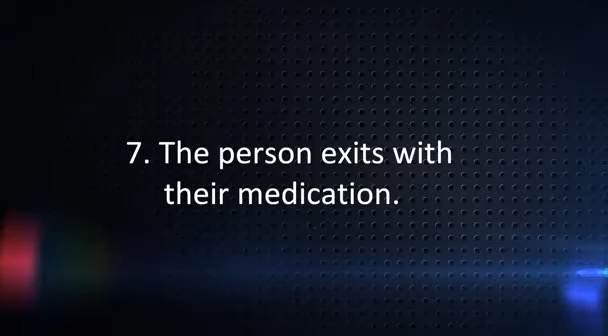 7. The person exits with
their medication.